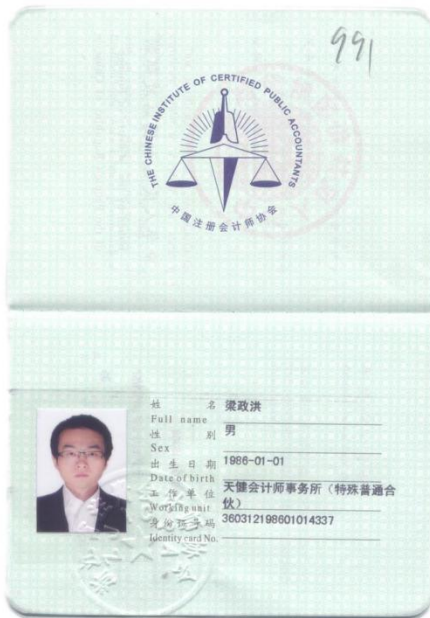 991
THE CHINESE INSTITUTE OF CERTIFIED PUBLIC ACCOUNTANTS
中国注册会计师协会
姓 名 梁政洪
Full name
性 别 男
Sex
出生日期 1986-01-01
Date of birth
工作单位 天健会计师事务所（特殊普通合
Working unit 伙）
身份证号码 360312198601014337
Identity card No.